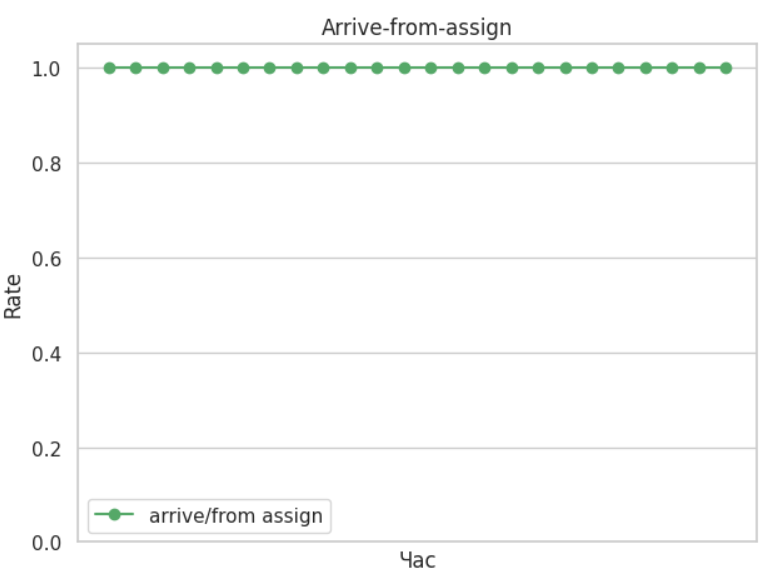 Arrive-from-assign
1.0
0.8
0.6
0.4
0.2
0.0
Rate
arrive/from assign
Час